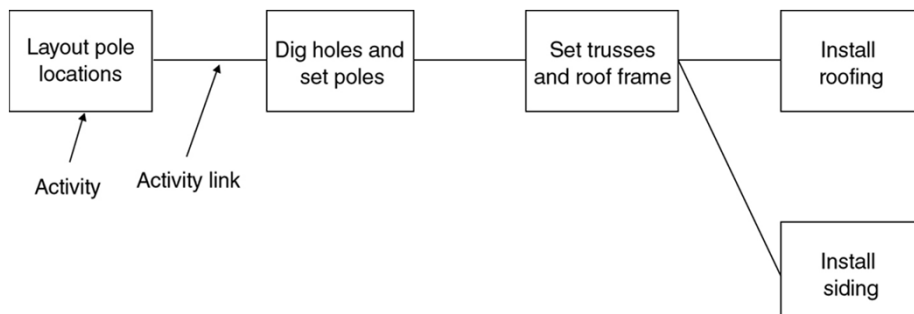 Layout pole
locations
Dig holes and
set poles
Set trusses
and roof frame
Install
roofing
Activity
Activity link
Install
siding